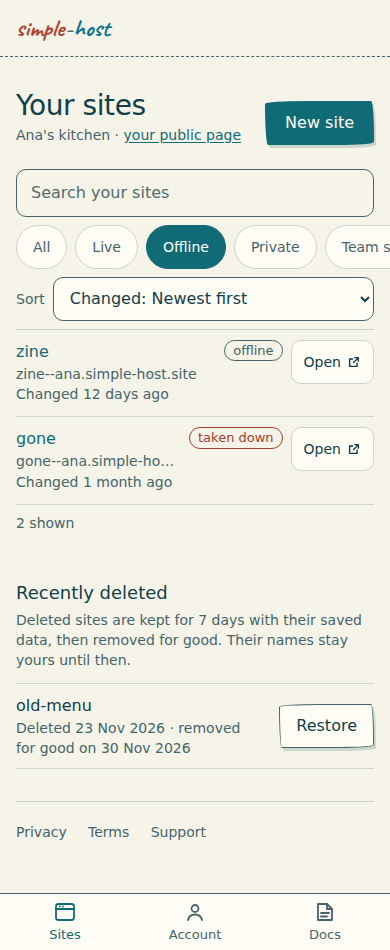 simple-host
Your sites
Ana's kitchen · your public page
New site
Search your sites
All
Live
Offline
Private
Team s
Sort
Changed: Newest first
zine
offline
zine--ana.simple-host.site
Changed 12 days ago
Open
gone
taken down
gone--ana.simple-ho…
Changed 1 month ago
Open
2 shown
Recently deleted
Deleted sites are kept for 7 days with their saved
data, then removed for good. Their names stay
yours until then.
old-menu
Deleted 23 Nov 2026 · removed
for good on 30 Nov 2026
Restore
Privacy
Terms
Support
Sites
Account
Docs